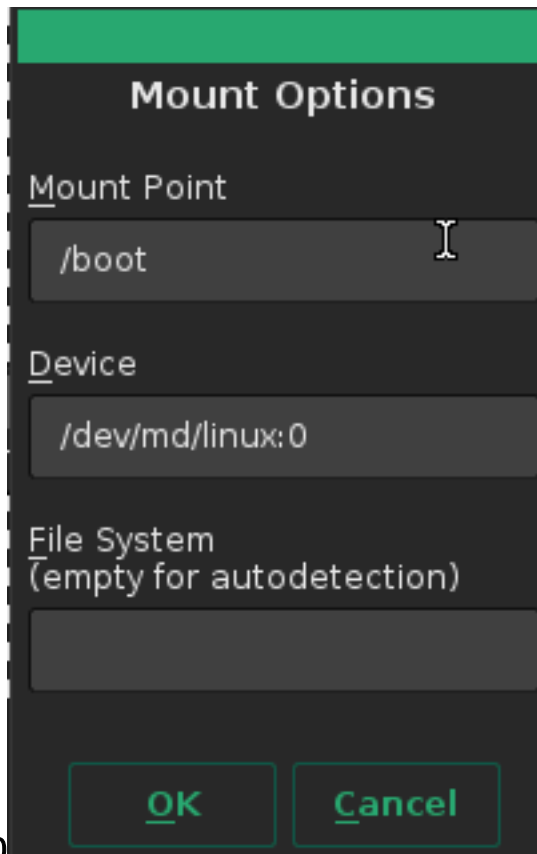 Mount Options
Mount Point
/boot
Device
/dev/md/linux:0
File System
(empty for autodetection)
OK
Cancel